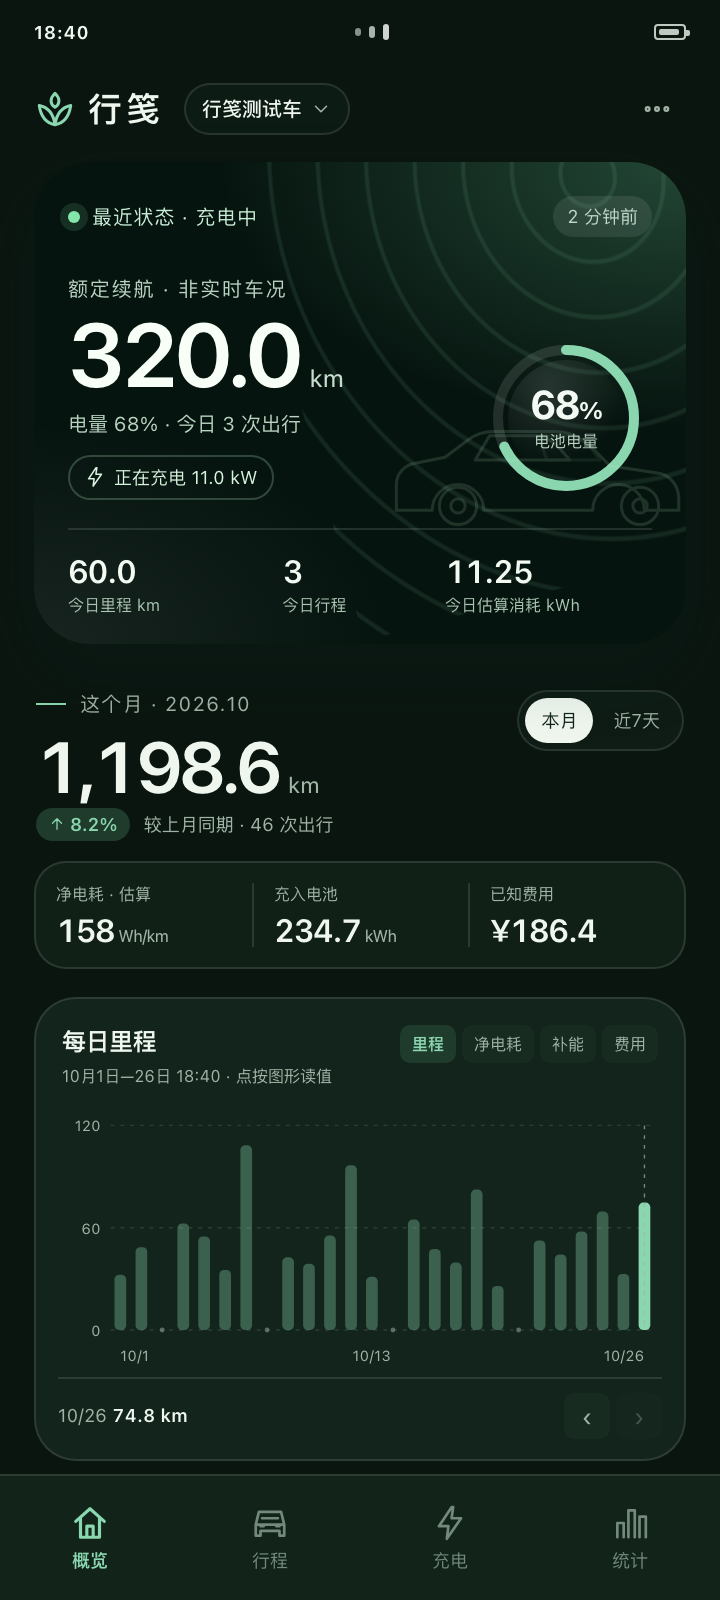 18:40
行笺
行笺测试车
最近状态 · 充电中
2 分钟前
额定续航 · 非实时车况
320.0 km
68%
电池电量
电量 68% · 今日 3 次出行
正在充电 11.0 kW
60.0
今日里程 km
3
今日行程
11.25
今日估算消耗 kWh
这个月 · 2026.10
本月
近7天
1,198.6 km
↑ 8.2%
较上月同期 · 46 次出行
净电耗 · 估算
158 Wh/km
充入电池
234.7 kWh
已知费用
¥186.4
每日里程
里程
净电耗
补能
费用
10月1日—26日 18:40 · 点按图形读值
120
60
0
10/1
10/13
10/26
10/26 74.8 km
‹
›
概览
行程
充电
统计